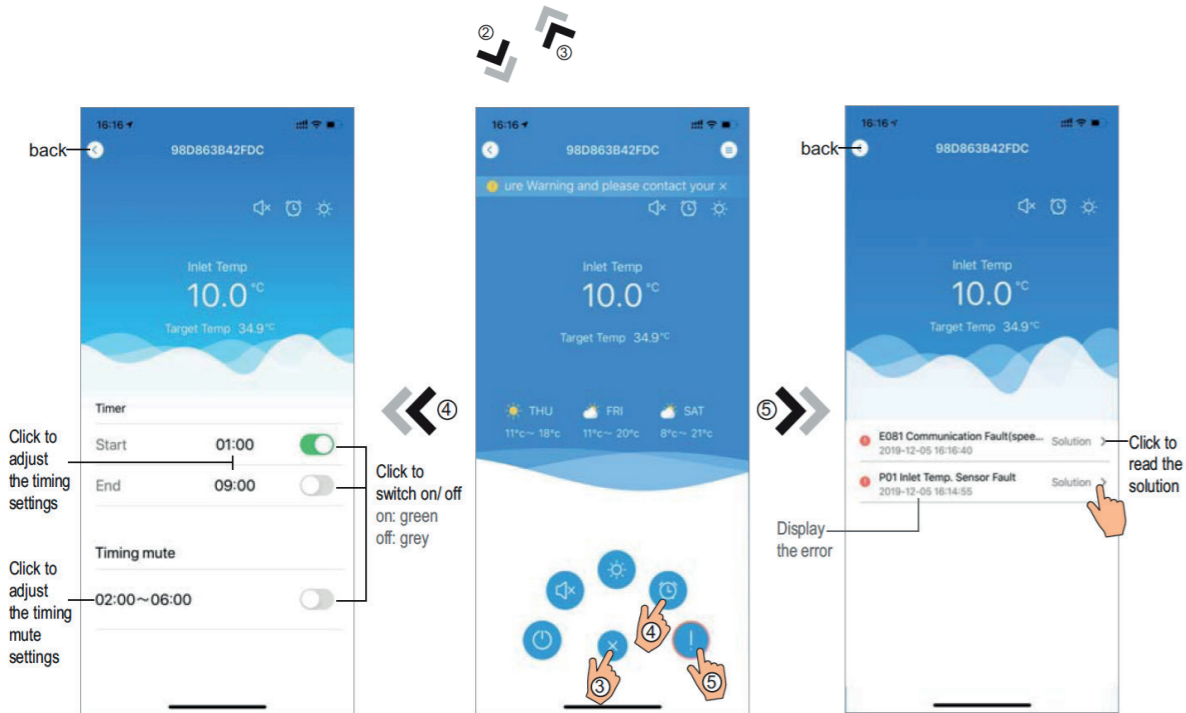 ②
③
16:16
back
98D863B42FDC
Inlet Temp
10.0 °C
Target Temp 34.9°C
Timer
Start 01:00
End 09:00
Timing mute
02:00~06:00
Click to
adjust
the timing
settings
Click to
adjust
the timing
mute
settings
Click to
switch on/ off
on: green
off: grey
④
16:16
98D863B42FDC
ure Warning and please contact your ×
Inlet Temp
10.0 °C
Target Temp 34.9°C
THU FRI SAT
11°c~ 18°c 11°c~ 20°c 8°c~ 21°c
③
④
⑤
⑤
16:16
back
98D863B42FDC
Inlet Temp
10.0 °C
Target Temp 34.9°C
E081 Communication Fault(spee... Solution
2019-12-05 16:16:40
P01 Inlet Temp. Sensor Fault Solution
2019-12-05 16:14:55
Click to
read the
solution
Display
the error